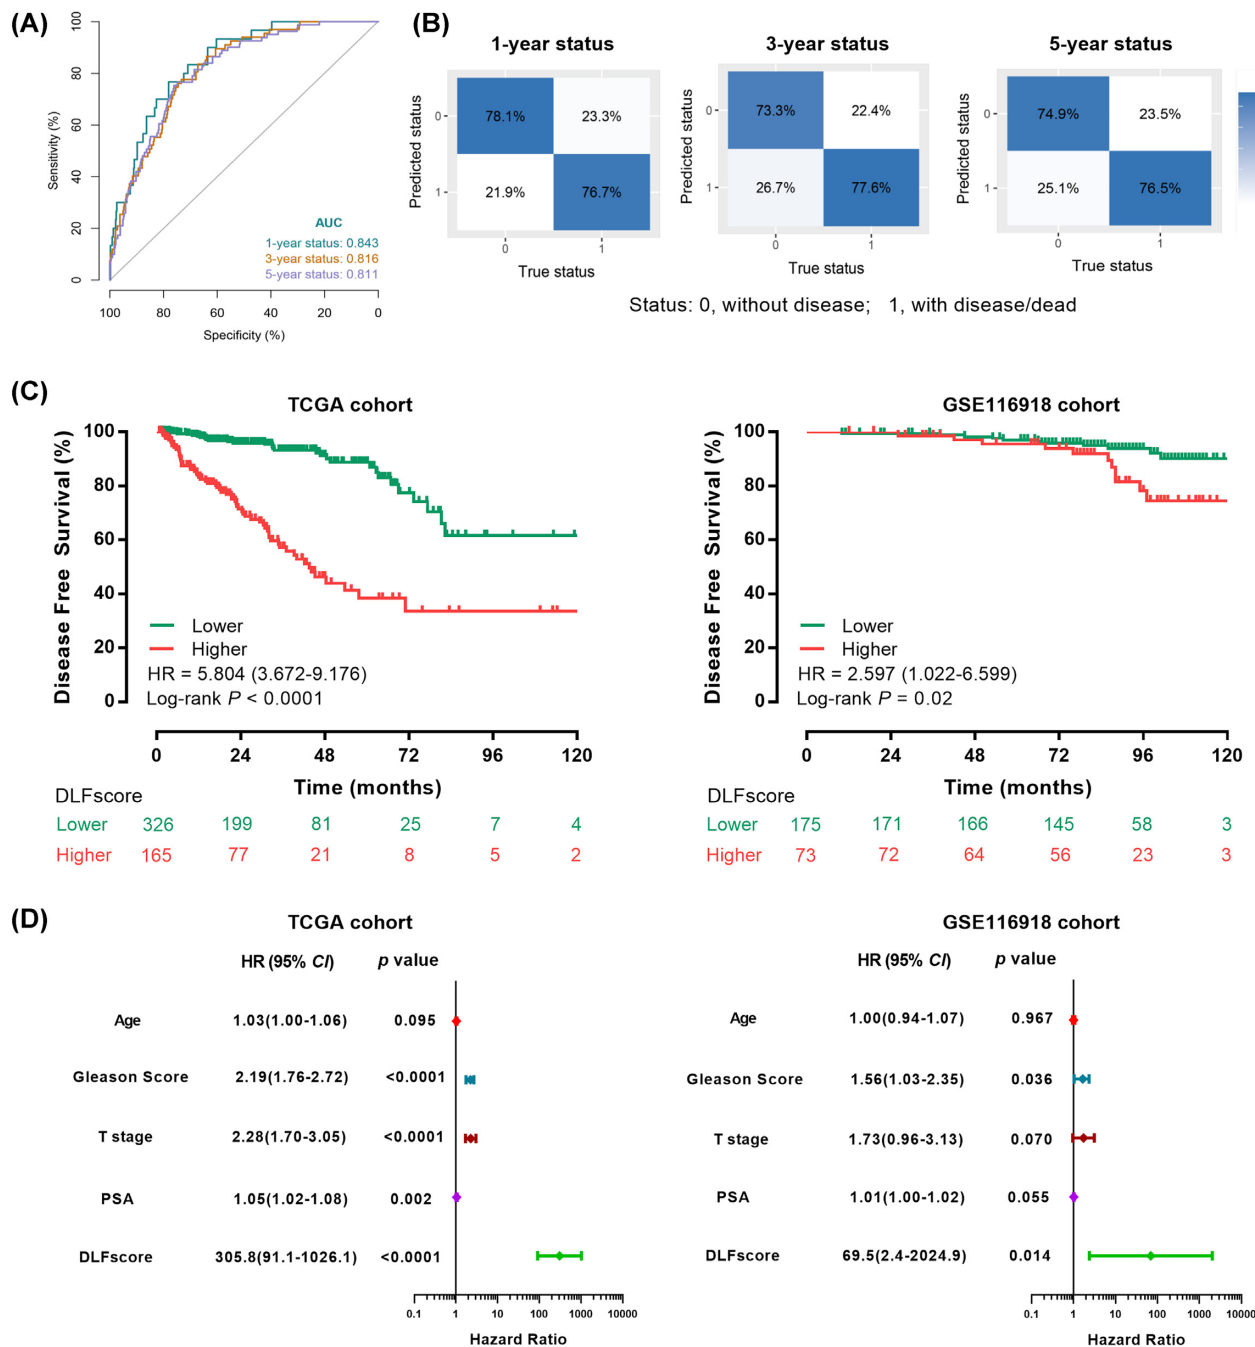 (A)
100
80
60
40
20
0
Sensitivity (%)
AUC
1-year status: 0.843
3-year status: 0.816
5-year status: 0.811
100 80 60 40 20 0
Specificity (%)
(B)
1-year status
Predicted status
0 78.1% 23.3%
1 21.9% 76.7%
0 1
True status
3-year status
Predicted status
0 73.3% 22.4%
1 26.7% 77.6%
0 1
True status
5-year status
Predicted status
0 74.9% 23.5%
1 25.1% 76.5%
0 1
True status
Status: 0, without disease; 1, with disease/dead
(C)
TCGA cohort
Disease Free Survival (%)
100
80
60
40
20
0
Lower
Higher
HR = 5.804 (3.672-9.176)
Log-rank P < 0.0001
0 24 48 72 96 120
Time (months)
DLFscore
Lower 326 199 81 25 7 4
Higher 165 77 21 8 5 2
GSE116918 cohort
Disease Free Survival (%)
100
80
60
40
20
0
Lower
Higher
HR = 2.597 (1.022-6.599)
Log-rank P = 0.02
0 24 48 72 96 120
Time (months)
DLFscore
Lower 175 171 166 145 58 3
Higher 73 72 64 56 23 3
(D)
TCGA cohort
HR (95% CI) p value
Age 1.03(1.00-1.06) 0.095
Gleason Score 2.19(1.76-2.72) <0.0001
T stage 2.28(1.70-3.05) <0.0001
PSA 1.05(1.02-1.08) 0.002
DLFscore 305.8(91.1-1026.1) <0.0001
0.1 1 10 100 1000 10000
Hazard Ratio
GSE116918 cohort
HR (95% CI) p value
Age 1.00(0.94-1.07) 0.967
Gleason Score 1.56(1.03-2.35) 0.036
T stage 1.73(0.96-3.13) 0.070
PSA 1.01(1.00-1.02) 0.055
DLFscore 69.5(2.4-2024.9) 0.014
0.1 1 10 100 1000 10000
Hazard Ratio